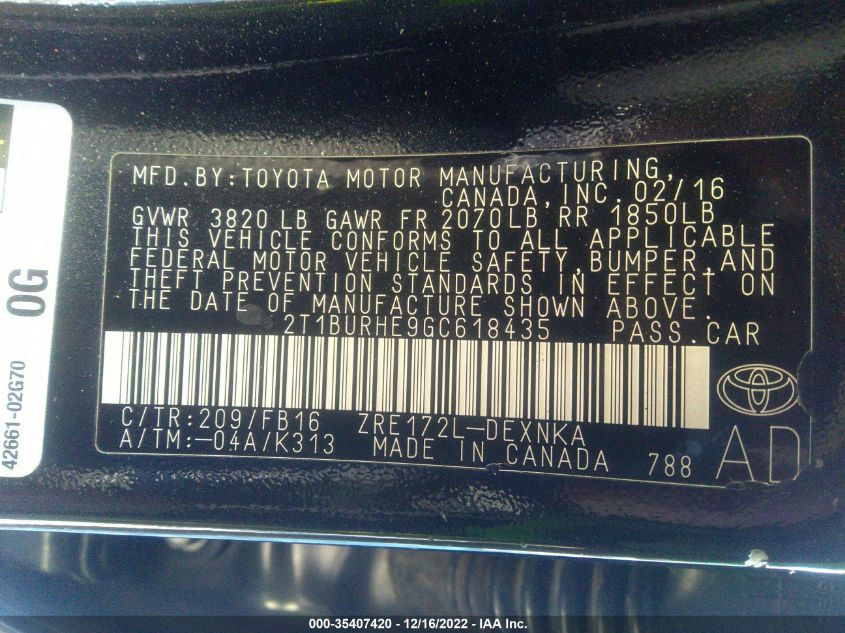 MFD.BY:TOYOTA MOTOR MANUFACTURING,
CANADA,INC. 02/16
GVWR 3820 LB GAWR FR 2070LB RR 1850LB
THIS VEHICLE CONFORMS TO ALL APPLICABLE
FEDERAL MOTOR VEHICLE SAFETY,BUMPER,AND
THEFT PREVENTION STANDARDS IN EFFECT ON
THE DATE OF MANUFACTURE SHOWN ABOVE.
2T1BURHE9GC618435 PASS.CAR
C/TR:209/FB16 ZRE172L-DEXNKA
A/TM:-04A/K313 MADE IN CANADA 788 AD
42661-02G70
0G
000-35407420 - 12/16/2022 - IAA Inc.